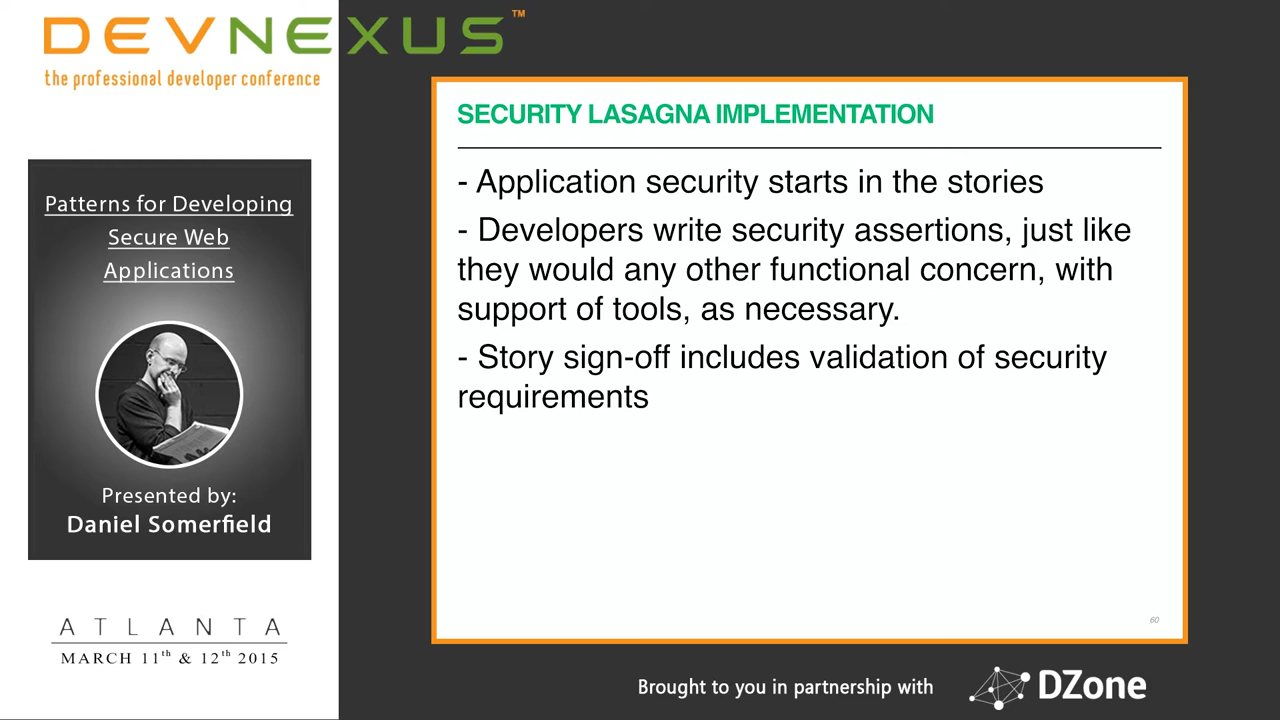 DEVNEXUS™
the professional developer conference
Patterns for Developing
Secure Web
Applications
Presented by:
Daniel Somerfield
ATLANTA
MARCH 11th & 12th 2015
SECURITY LASAGNA IMPLEMENTATION
- Application security starts in the stories
- Developers write security assertions, just like
they would any other functional concern, with
support of tools, as necessary.
- Story sign-off includes validation of security
requirements
60
Brought to you in partnership with
DZone